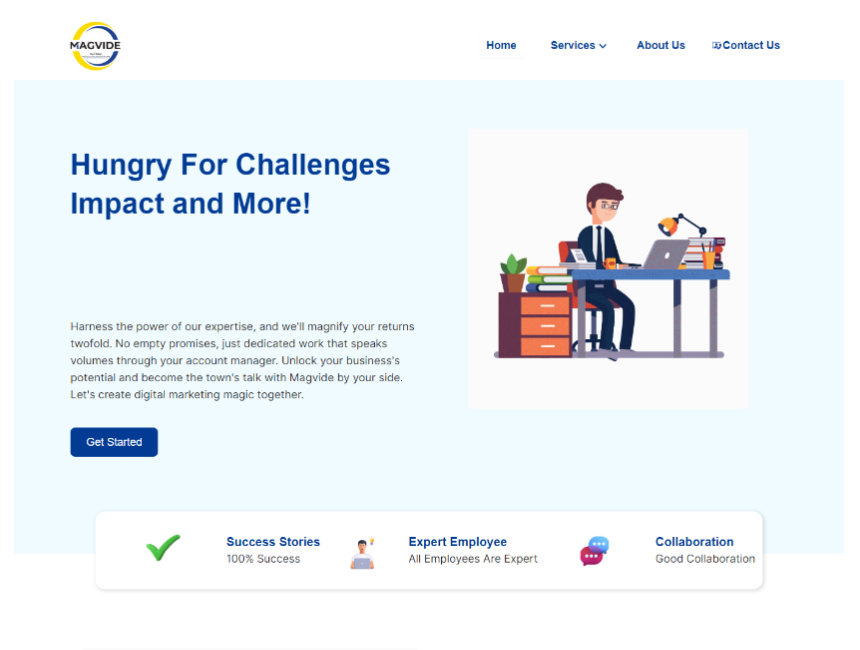 MAGVIDE
Home
Services
About Us
Contact Us
Hungry For Challenges
Impact and More!
Harness the power of our expertise, and we'll magnify your returns
twofold. No empty promises, just dedicated work that speaks
volumes through your account manager. Unlock your business's
potential and become the town's talk with Magvide by your side.
Let's create digital marketing magic together.
Get Started
Success Stories
100% Success
Expert Employee
All Employees Are Expert
Collaboration
Good Collaboration